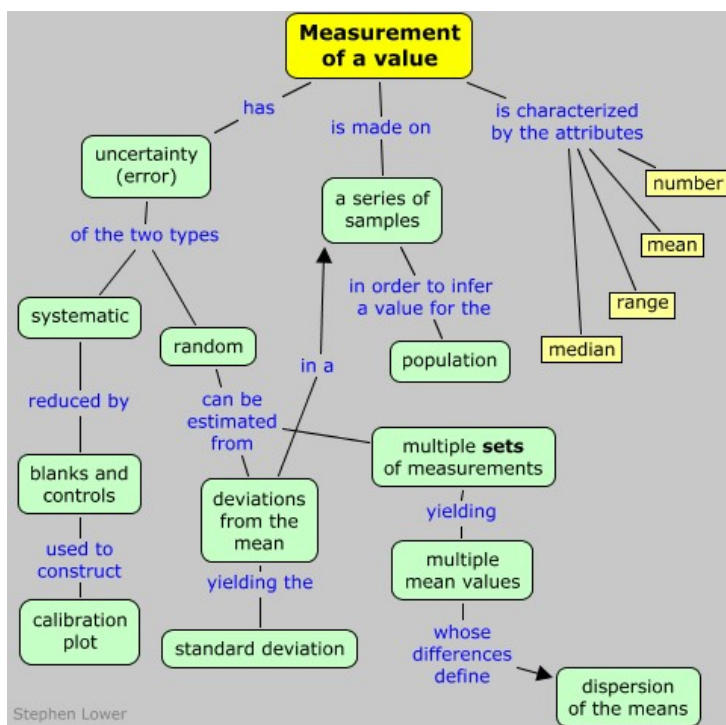 Measurement
of a value
has
is made on
is characterized
by the attributes
uncertainty
(error)
a series of
samples
number
mean
range
median
of the two types
in order to infer
a value for the
systematic
random
in a
population
reduced by
can be
estimated
from
multiple sets
of measurements
blanks and
controls
deviations
from the
mean
yielding
used to
construct
yielding the
multiple
mean values
calibration
plot
standard deviation
whose
differences
define
dispersion
of the means
Stephen Lower